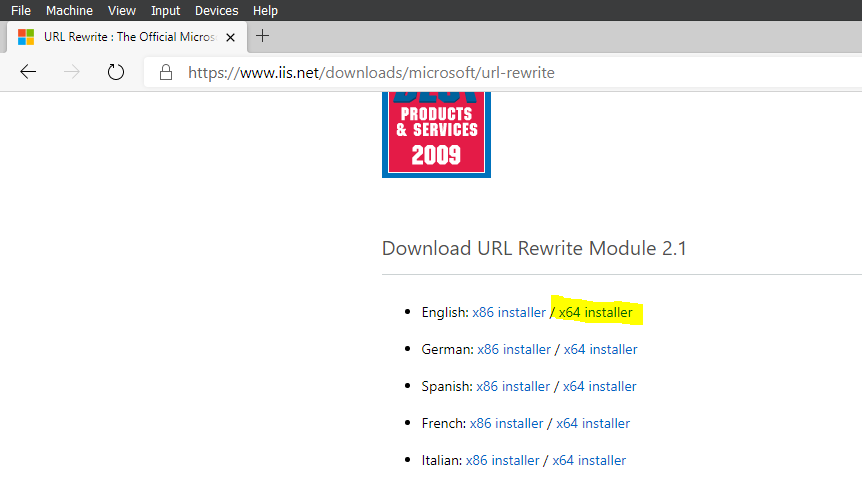 File Machine View Input Devices Help
URL Rewrite : The Official Micros
https://www.iis.net/downloads/microsoft/url-rewrite
PRODUCTS
& SERVICES
2009
Download URL Rewrite Module 2.1
English: x86 installer / x64 installer
German: x86 installer / x64 installer
Spanish: x86 installer / x64 installer
French: x86 installer / x64 installer
Italian: x86 installer / x64 installer